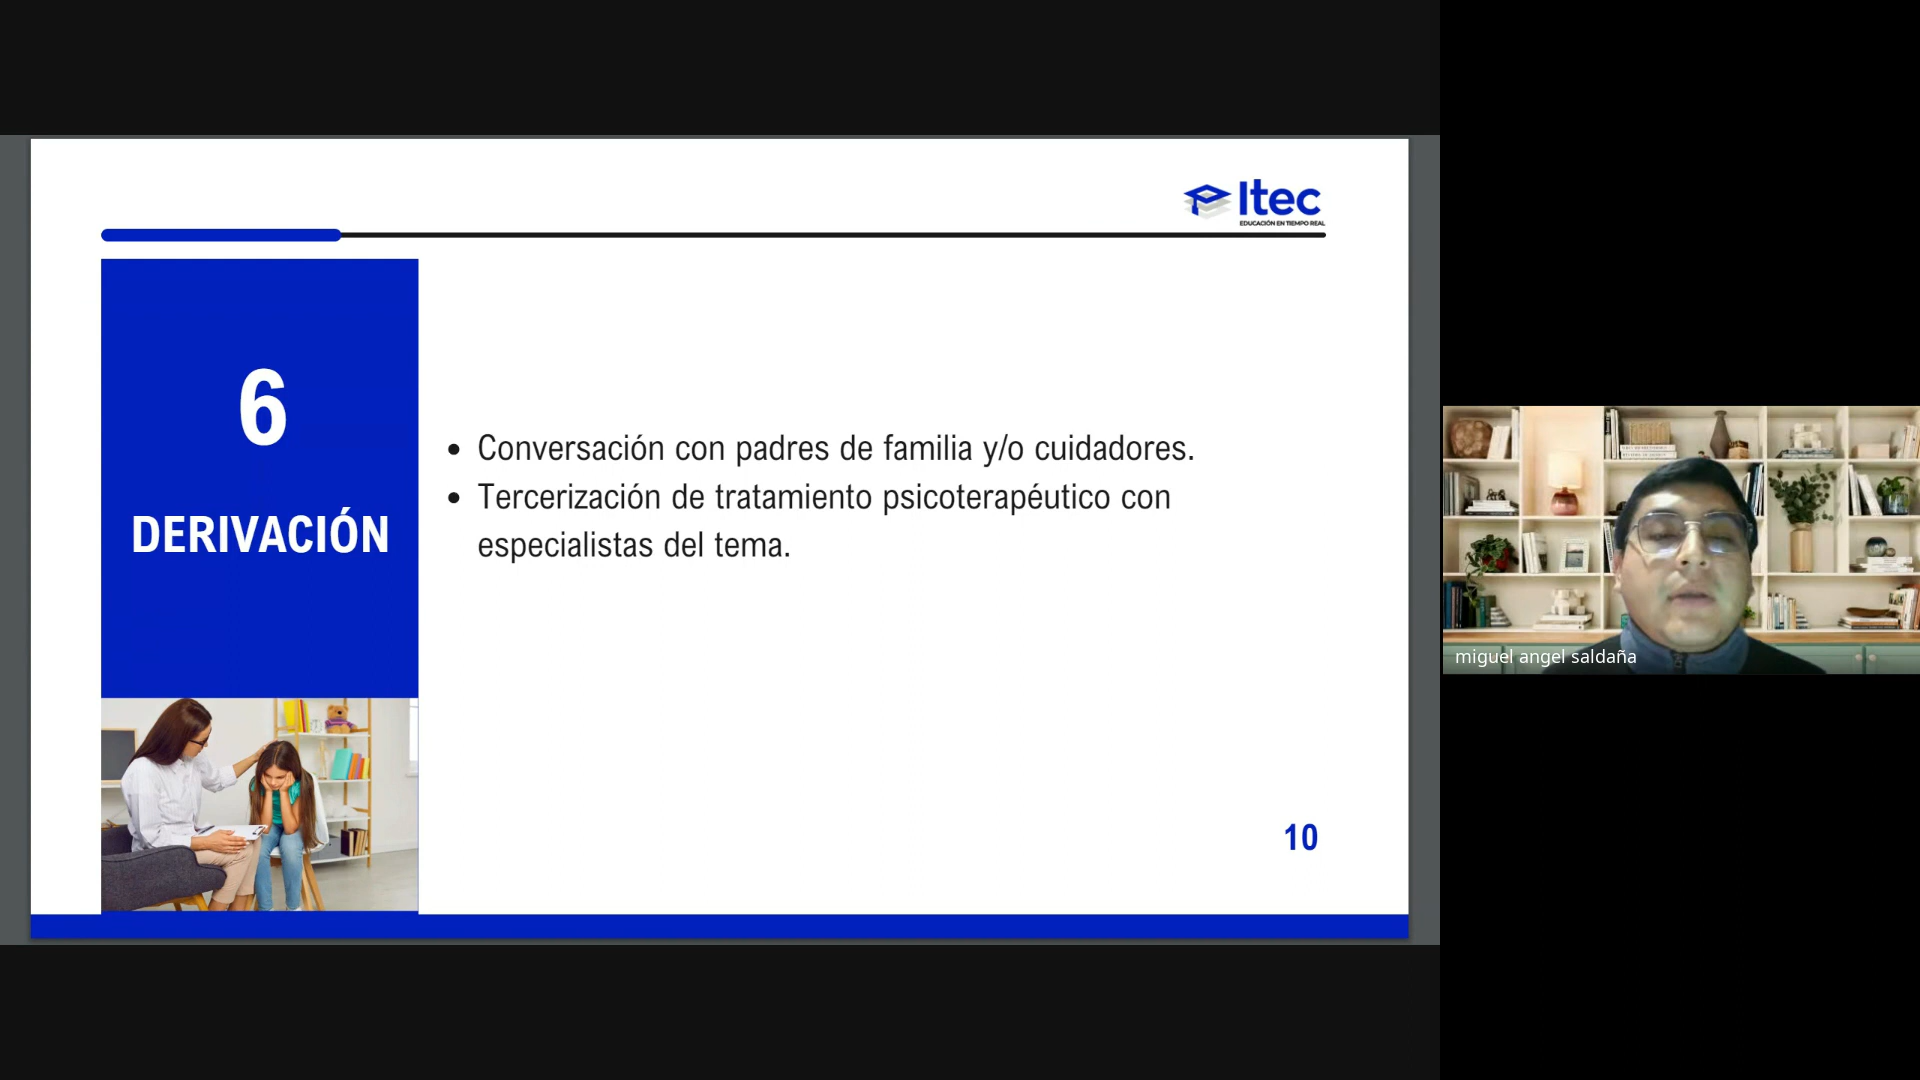 Itec
EDUCACIÓN EN TIEMPO REAL
6
DERIVACIÓN
• Conversación con padres de familia y/o cuidadores.
• Tercerización de tratamiento psicoterapéutico con
especialistas del tema.
10
miguel angel saldaña